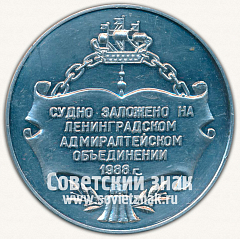 СУДНО ЗАЛОЖЕНО НА
ЛЕНИНГРАДСКОМ
АДМИРАЛТЕЙСКОМ
ОБЪЕДИНЕНИИ
1988 г.
Советский знак
www.sovietznak.ru